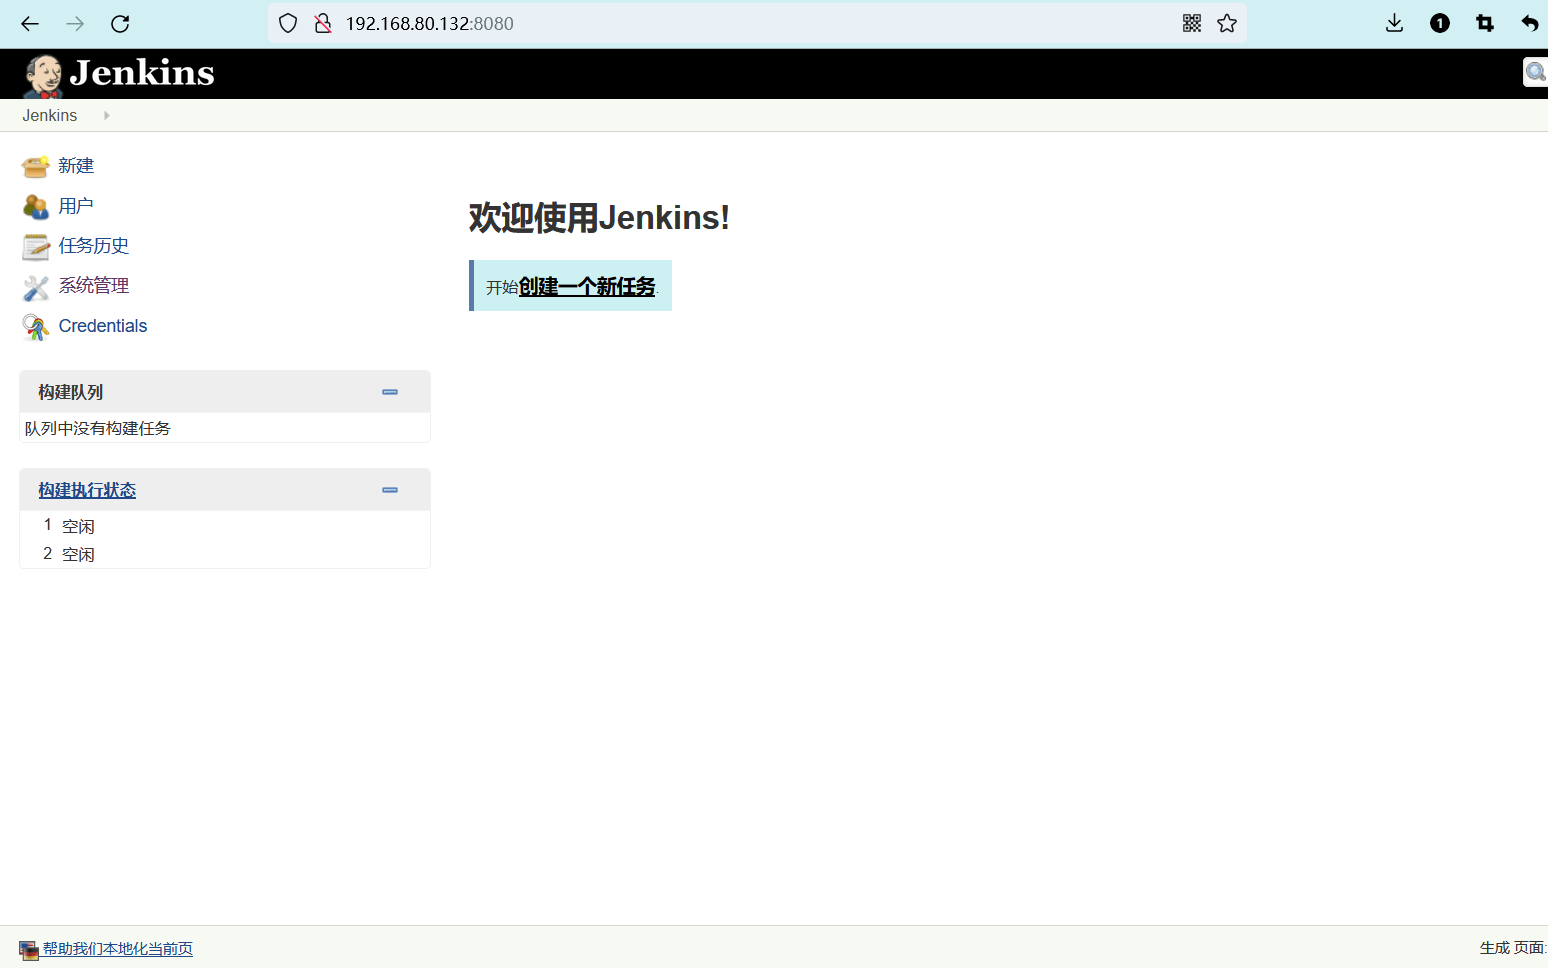 192.168.80.132:8080
1
Jenkins
Jenkins
新建
用户
任务历史
系统管理
Credentials
欢迎使用Jenkins!
开始创建一个新任务.
构建队列
队列中没有构建任务
构建执行状态
1 空闲
2 空闲
帮助我们本地化当前页
生成 页面: